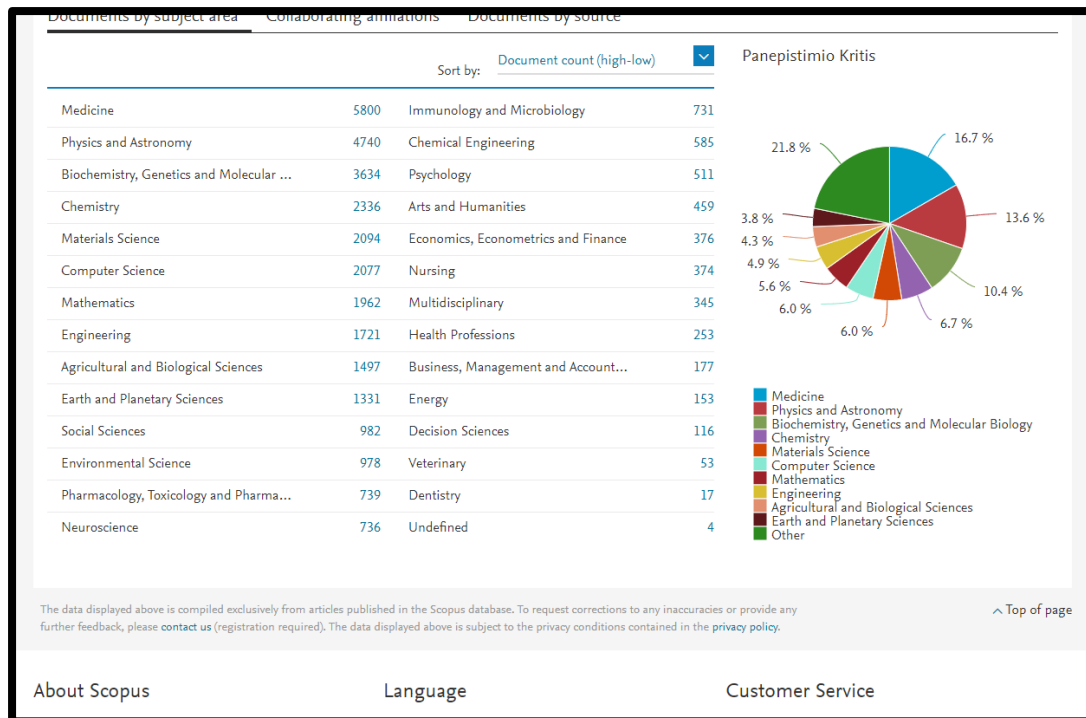 Documents by subject area Collaborating affiliations Documents by source
Sort by: Document count (high-low)
Medicine 5800 Immunology and Microbiology 731
Physics and Astronomy 4740 Chemical Engineering 585
Biochemistry, Genetics and Molecular ... 3634 Psychology 511
Chemistry 2336 Arts and Humanities 459
Materials Science 2094 Economics, Econometrics and Finance 376
Computer Science 2077 Nursing 374
Mathematics 1962 Multidisciplinary 345
Engineering 1721 Health Professions 253
Agricultural and Biological Sciences 1497 Business, Management and Account... 177
Earth and Planetary Sciences 1331 Energy 153
Social Sciences 982 Decision Sciences 116
Environmental Science 978 Veterinary 53
Pharmacology, Toxicology and Pharma... 739 Dentistry 17
Neuroscience 736 Undefined 4
Panepistimio Kritis
16.7 %
13.6 %
10.4 %
6.7 %
6.0 %
6.0 %
5.6 %
4.9 %
4.3 %
3.8 %
21.8 %
Medicine
Physics and Astronomy
Biochemistry, Genetics and Molecular Biology
Chemistry
Materials Science
Computer Science
Mathematics
Engineering
Agricultural and Biological Sciences
Earth and Planetary Sciences
Other
The data displayed above is compiled exclusively from articles published in the Scopus database. To request corrections to any inaccuracies or provide any
further feedback, please contact us (registration required). The data displayed above is subject to the privacy conditions contained in the privacy policy.
Top of page
About Scopus Language Customer Service